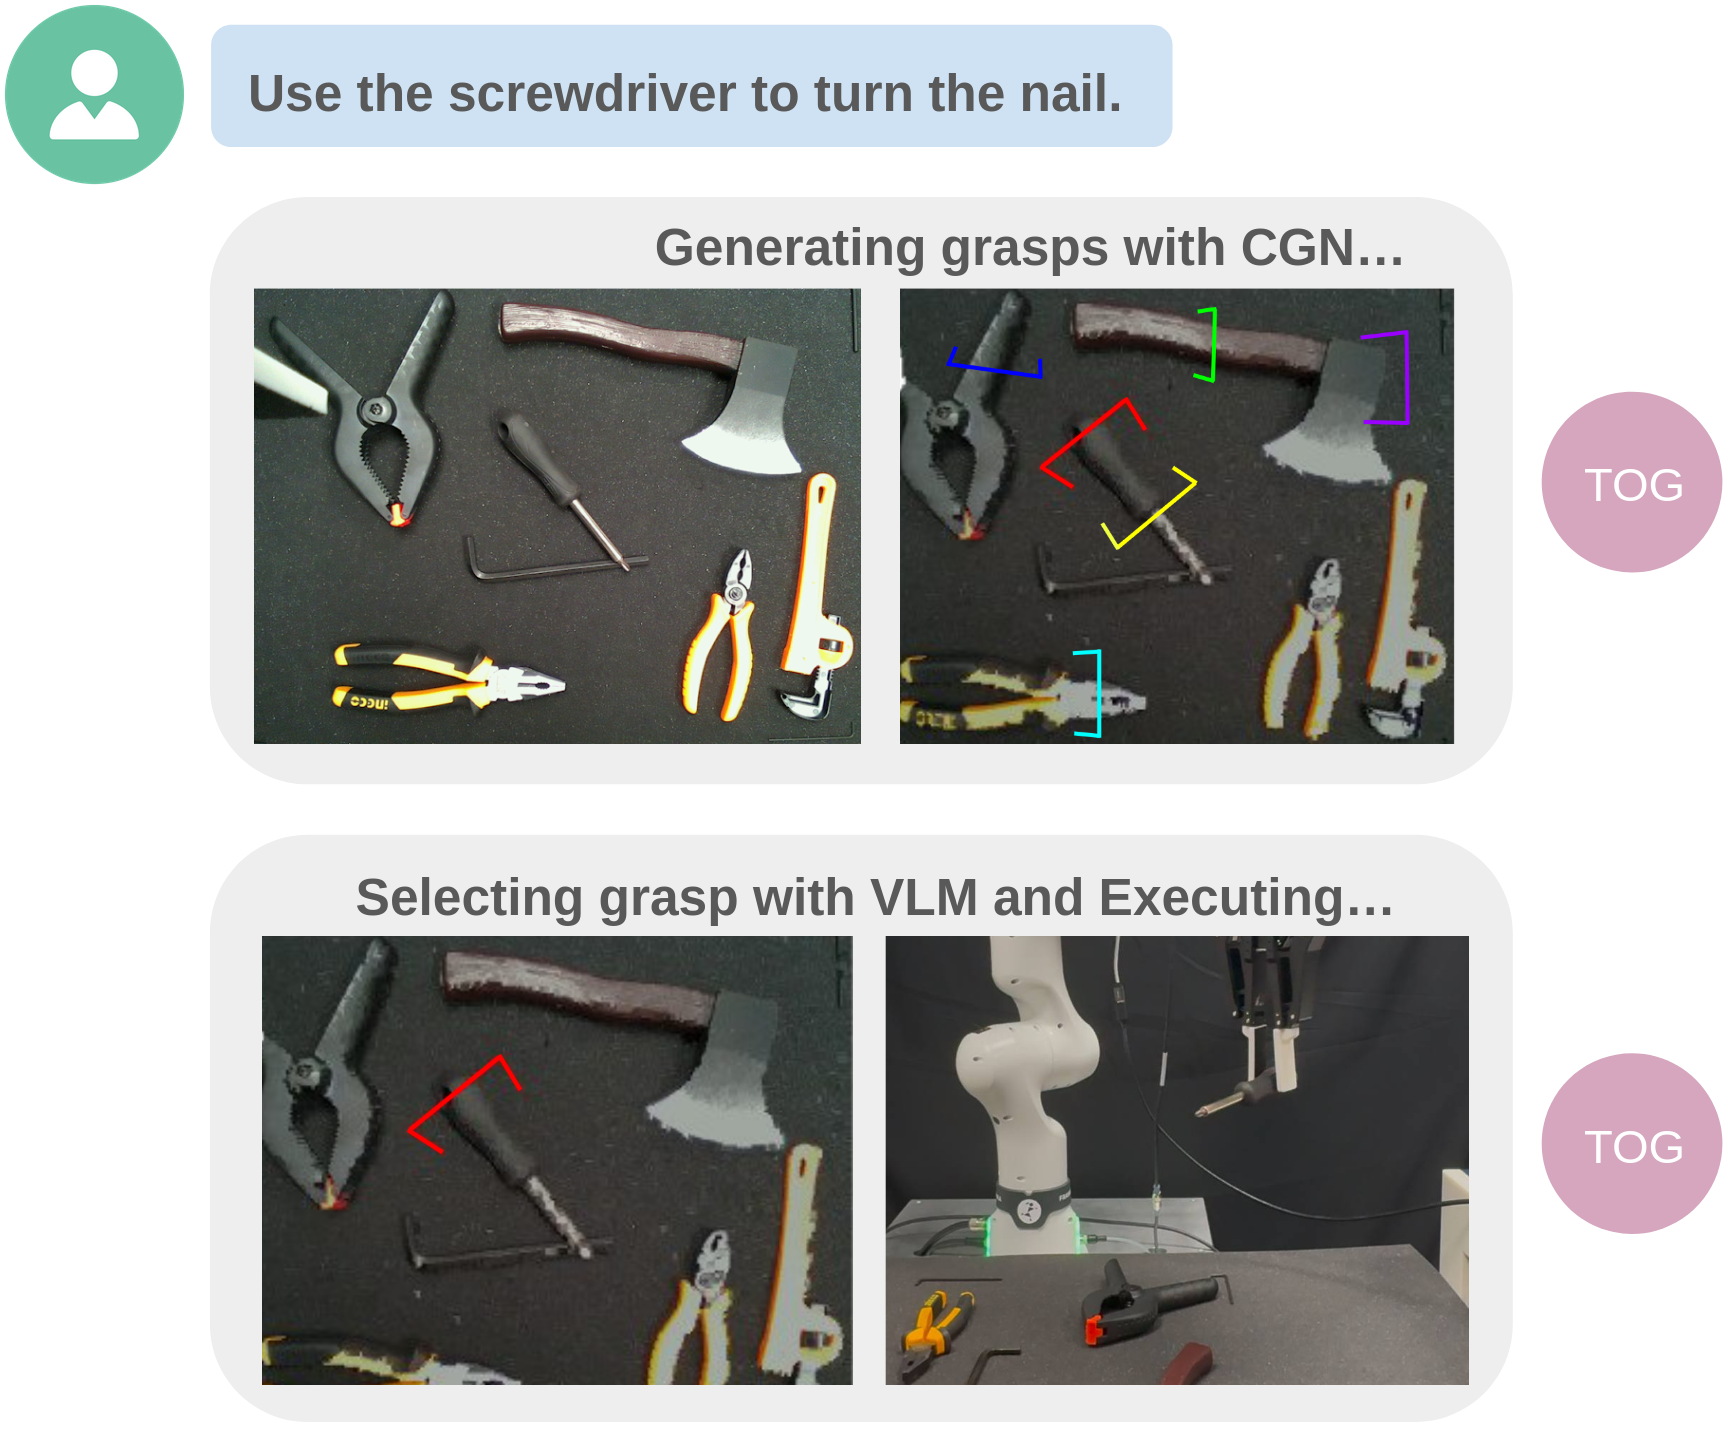 Use the screwdriver to turn the nail.
Generating grasps with CGN…
TOG
INGCO
Selecting grasp with VLM and Executing…
TOG